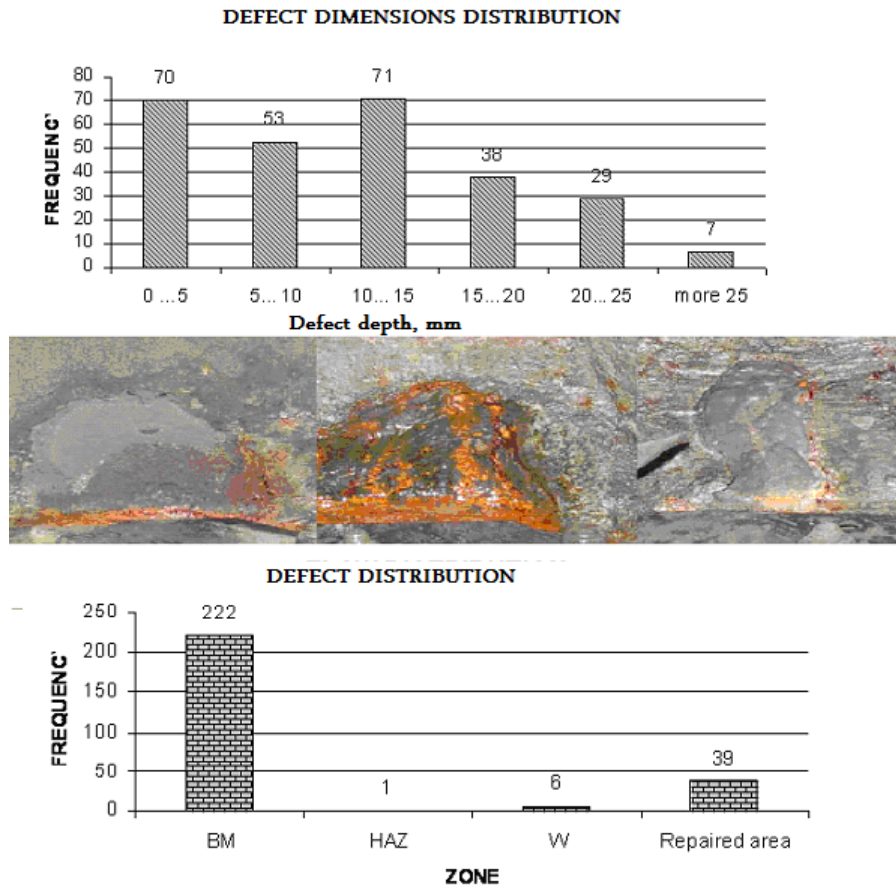 DEFECT DIMENSIONS DISTRIBUTION
FREQUENC'
80
70
60
50
40
30
20
10
0
70
53
71
38
29
7
0 ...5
5...10
10...15
15...20
20...25
more 25
Defect depth, mm
DEFECT DISTRIBUTION
FREQUENC'
250
200
150
100
50
0
222
1
6
39
BM
HAZ
W
Repaired area
ZONE